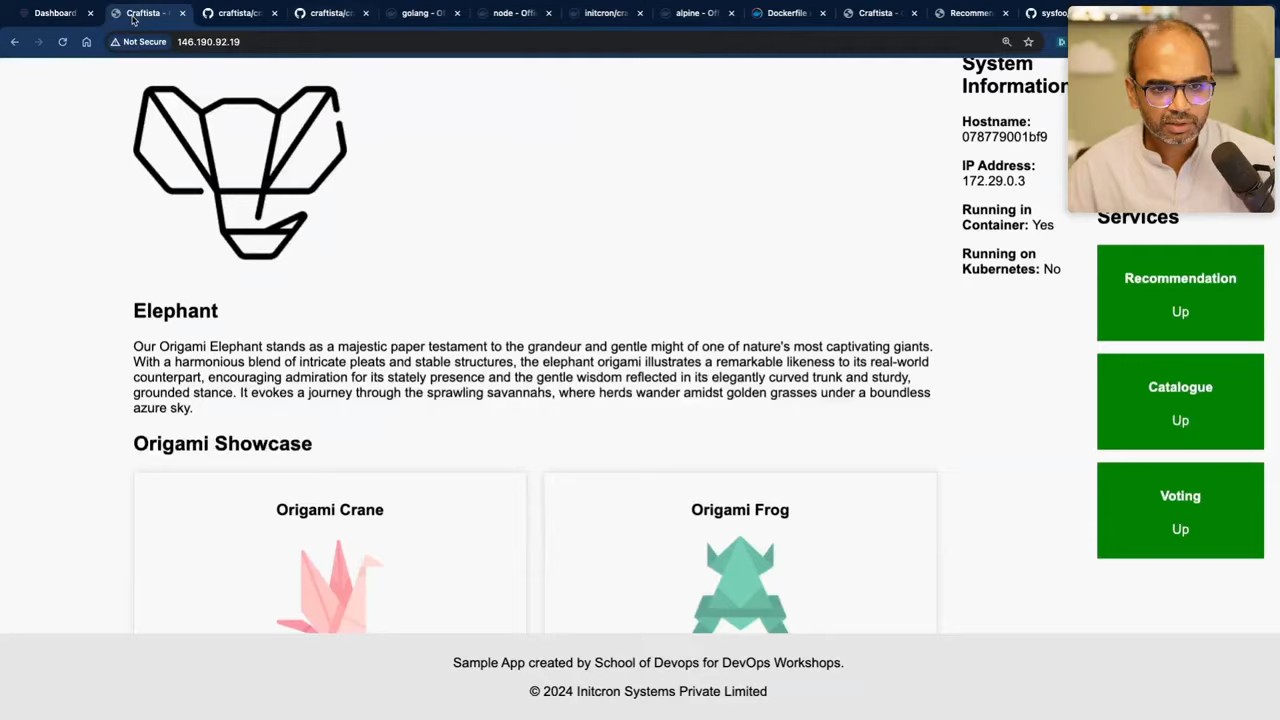 Dashboard
Craftista -
craftista/cr
craftista/cr
golang - O
node - Offi
initcron/cra
alpine - Off
Dockerfile
Craftista -
Recommen
sysfoo
Not Secure
146.190.92.19
System
Information
Hostname:
078779001bf9
IP Address:
172.29.0.3
Running in
Container: Yes
Running on
Kubernetes: No
Services
Recommendation
Up
Catalogue
Up
Voting
Up
Elephant
Our Origami Elephant stands as a majestic paper testament to the grandeur and gentle might of one of nature's most captivating giants.
With a harmonious blend of intricate pleats and stable structures, the elephant origami illustrates a remarkable likeness to its real-world
counterpart, encouraging admiration for its stately presence and the gentle wisdom reflected in its elegantly curved trunk and sturdy,
grounded stance. It evokes a journey through the sprawling savannahs, where herds wander amidst golden grasses under a boundless
azure sky.
Origami Showcase
Origami Crane
Origami Frog
Sample App created by School of Devops for DevOps Workshops.
© 2024 Initcron Systems Private Limited